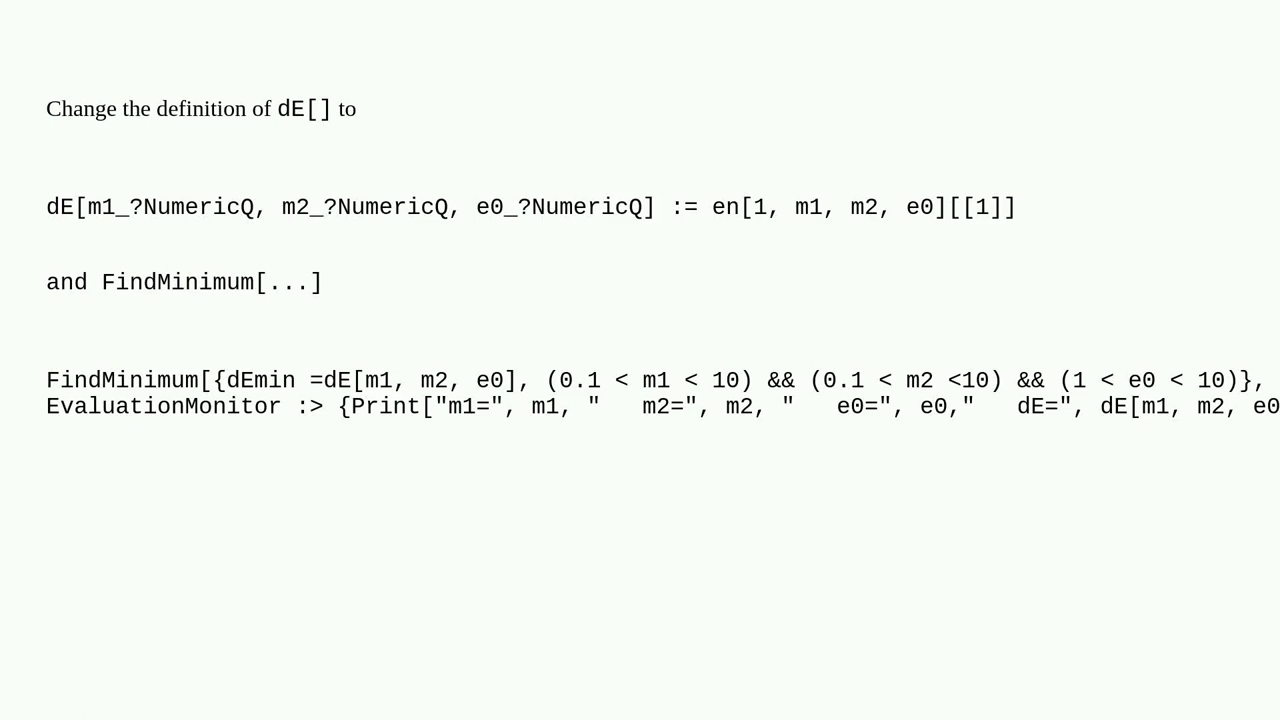 Change the definition of dE[] to
dE[m1_?NumericQ, m2_?NumericQ, e0_?NumericQ] := en[1, m1, m2, e0][[1]]
and FindMinimum[...]
FindMinimum[{dEmin =dE[m1, m2, e0], (0.1 < m1 < 10) && (0.1 < m2 <10) && (1 < e0 < 10)},
EvaluationMonitor :> {Print["m1=", m1, "   m2=", m2, "   e0=", e0,"   dE=", dE[m1, m2, e0